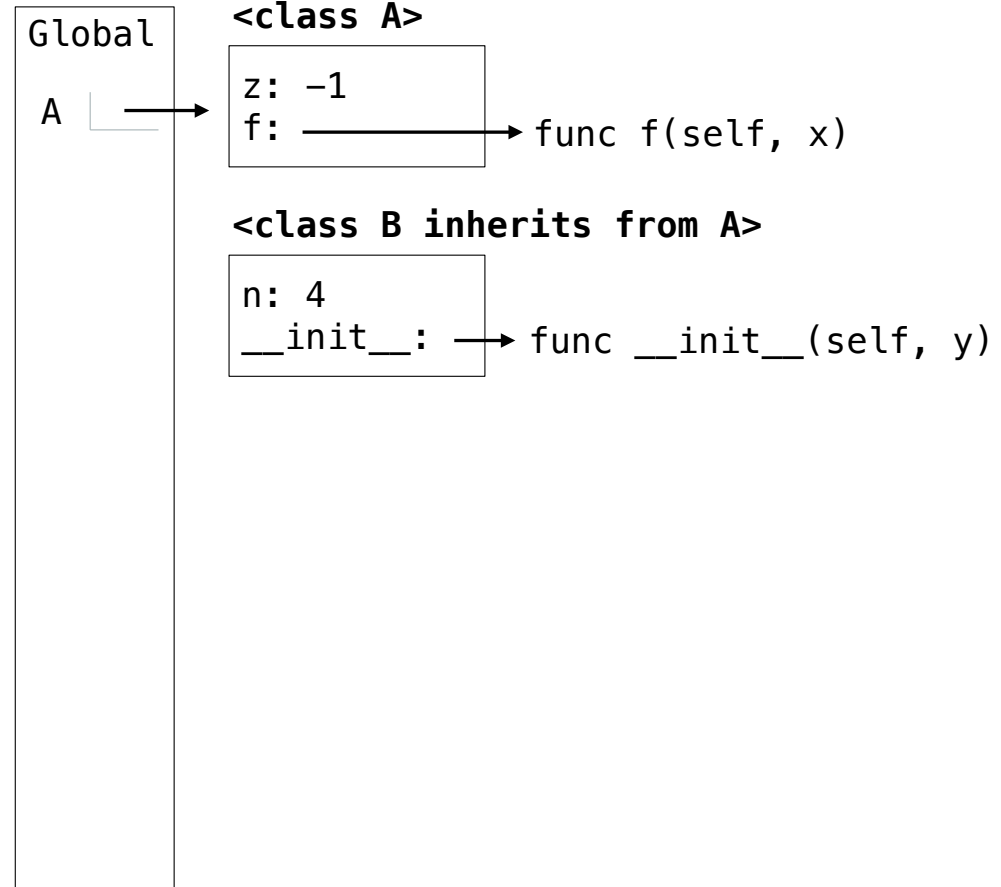 Global
A
<class A>
z: −1
f:
func f(self, x)
<class B inherits from A>
n: 4
__init__:
func __init__(self, y)